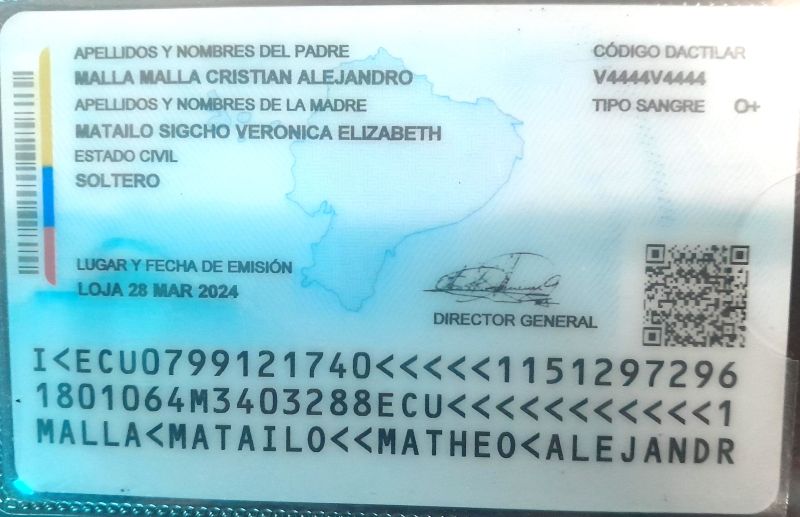 APELLIDOS Y NOMBRES DEL PADRE
MALLA MALLA CRISTIAN ALEJANDRO
APELLIDOS Y NOMBRES DE LA MADRE
MATAILO SIGCHO VERONICA ELIZABETH
ESTADO CIVIL
SOLTERO
CÓDIGO DACTILAR
V4444V4444
TIPO SANGRE O+
LUGAR Y FECHA DE EMISIÓN
LOJA 28 MAR 2024
DIRECTOR GENERAL
I<ECU0799121740<<<<<1151297296
1801064M3403288ECU<<<<<<<<<<<1
MALLA<MATAILO<<MATHEO<ALEJANDR